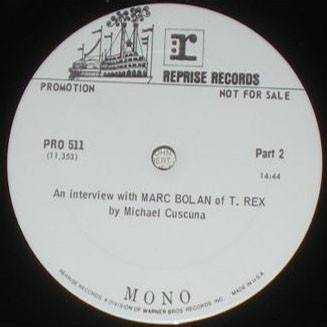 r:
REPRISE RECORDS
PROMOTION
NOT FOR SALE
PRO 511
(11,353)
Part 2
14:44
An interview with MARC BOLAN of T. REX
by Michael Cuscuna
MONO
REPRISE RECORDS, A DIVISION OF WARNER BROS. RECORDS, INC. MADE IN U.S.A.